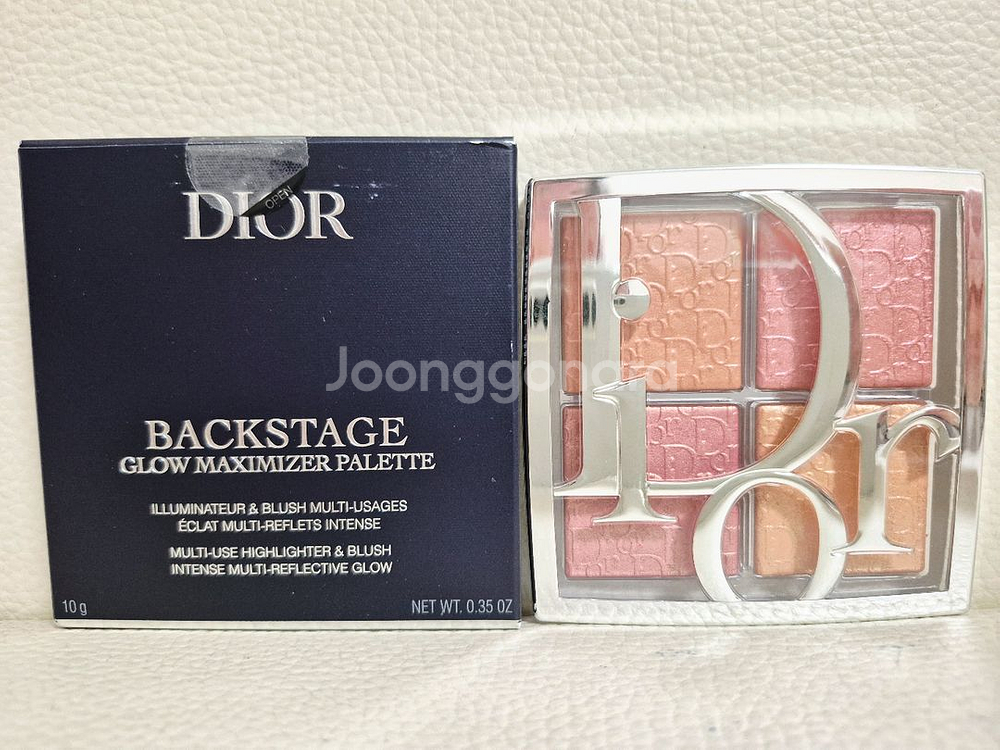 OPEN
DIOR
BACKSTAGE
GLOW MAXIMIZER PALETTE
ILLUMINATEUR & BLUSH MULTI-USAGES
ÉCLAT MULTI-REFLETS INTENSE
MULTI-USE HIGHLIGHTER & BLUSH
INTENSE MULTI-REFLECTIVE GLOW
10 g
NET WT. 0.35 OZ
Dior
Joonggonara